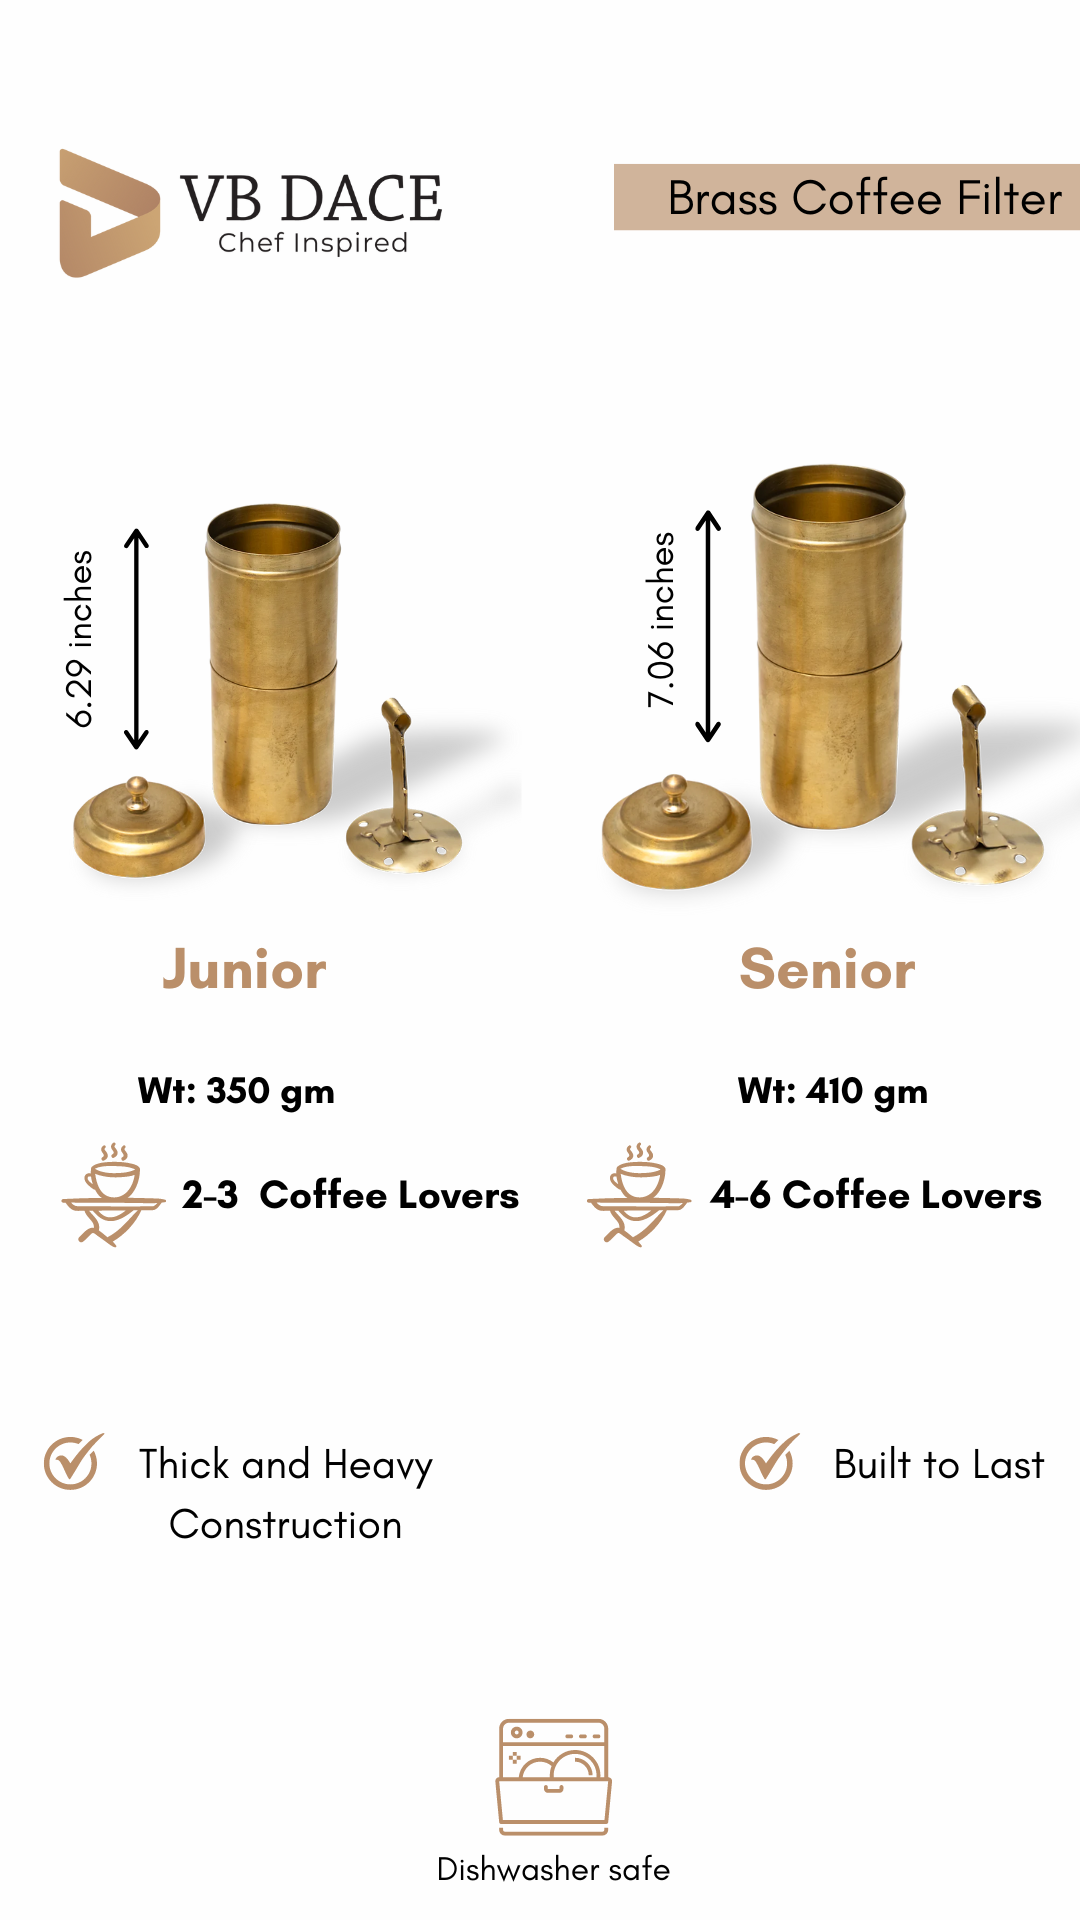 VB DACE
Chef Inspired
Brass Coffee Filter
6.29 inches
7.06 inches
Junior
Senior
Wt: 350 gm
Wt: 410 gm
2-3 Coffee Lovers
4-6 Coffee Lovers
Thick and Heavy
Construction
Built to Last
Dishwasher safe